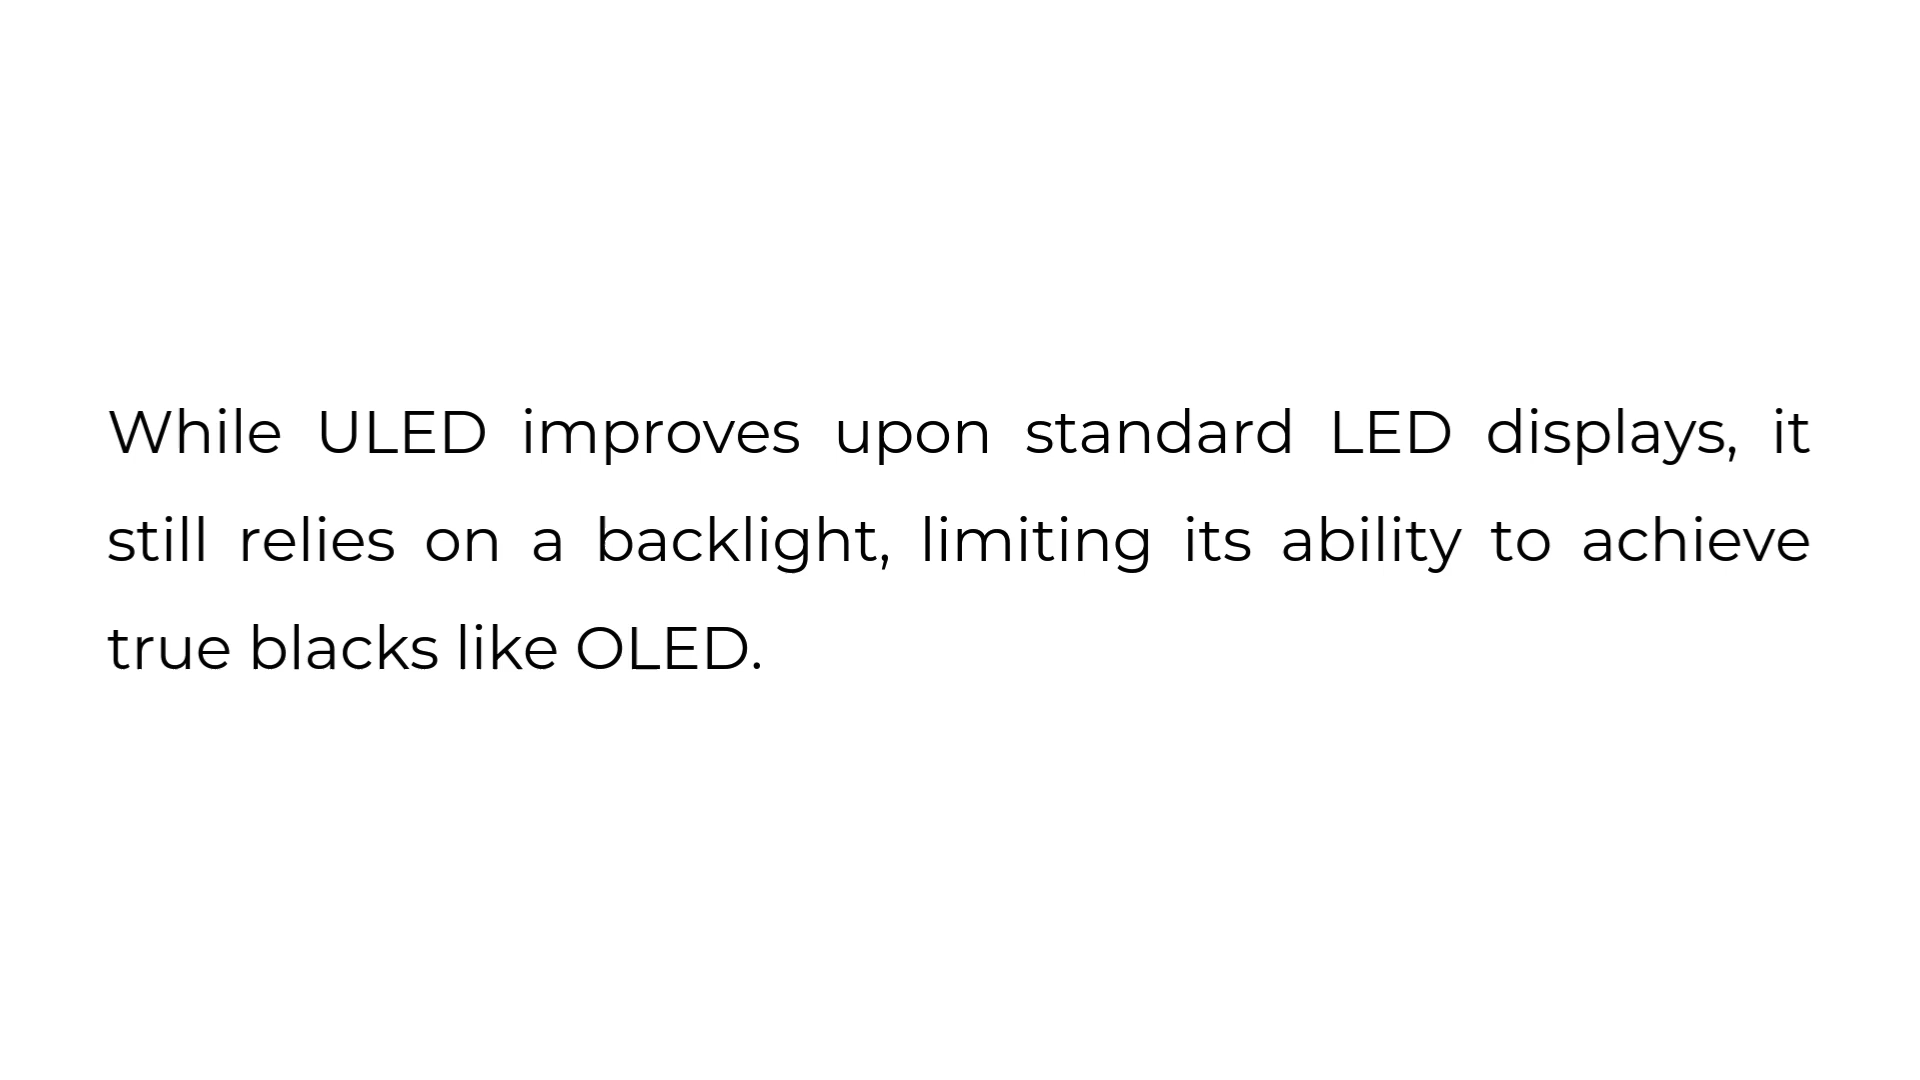 While ULED improves upon standard LED displays, it
still relies on a backlight, limiting its ability to achieve
true blacks like OLED.